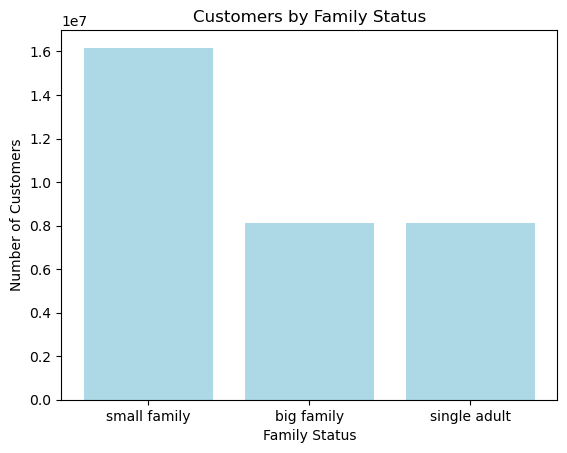 Customers by Family Status
1e7
1.6
1.4
1.2
1.0
0.8
0.6
0.4
0.2
0.0
Number of Customers
small family
big family
single adult
Family Status